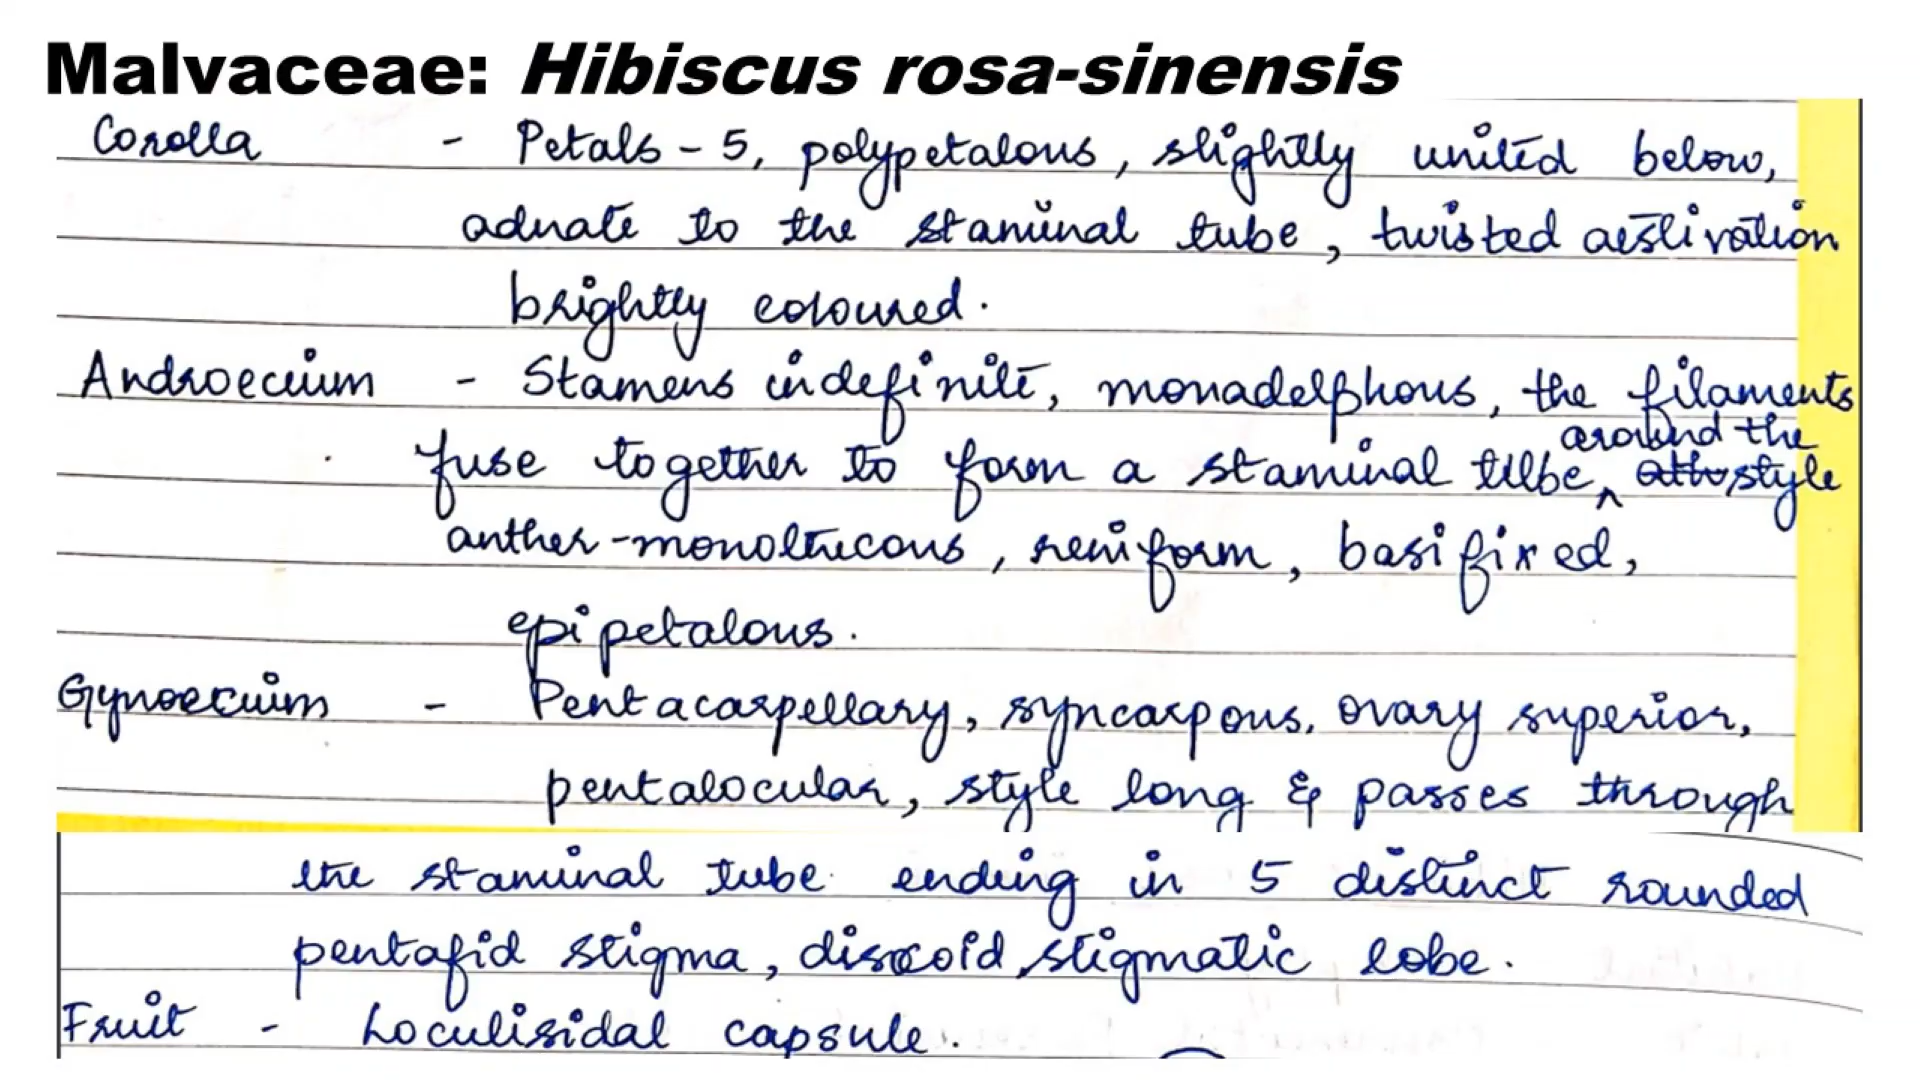 Malvaceae: Hibiscus rosa-sinensis
Corolla - Petals - 5, polypetalous, slightly united below,
adnate to the staminal tube, twisted aestivation
brightly coloured.
Androecium - Stamens indefinite, monadelphous, the filaments
around the
fuse together to form a staminal tube ^ style
anther-monothecous, reniform, basifixed,
epipetalous.
Gynoecium - Pentacarpellary, syncarpous, ovary superior,
pentalocular, style long & passes through
the staminal tube ending in 5 distinct rounded
pentafid stigma, discoid, stigmatic lobe.
Fruit - Loculisidal capsule.